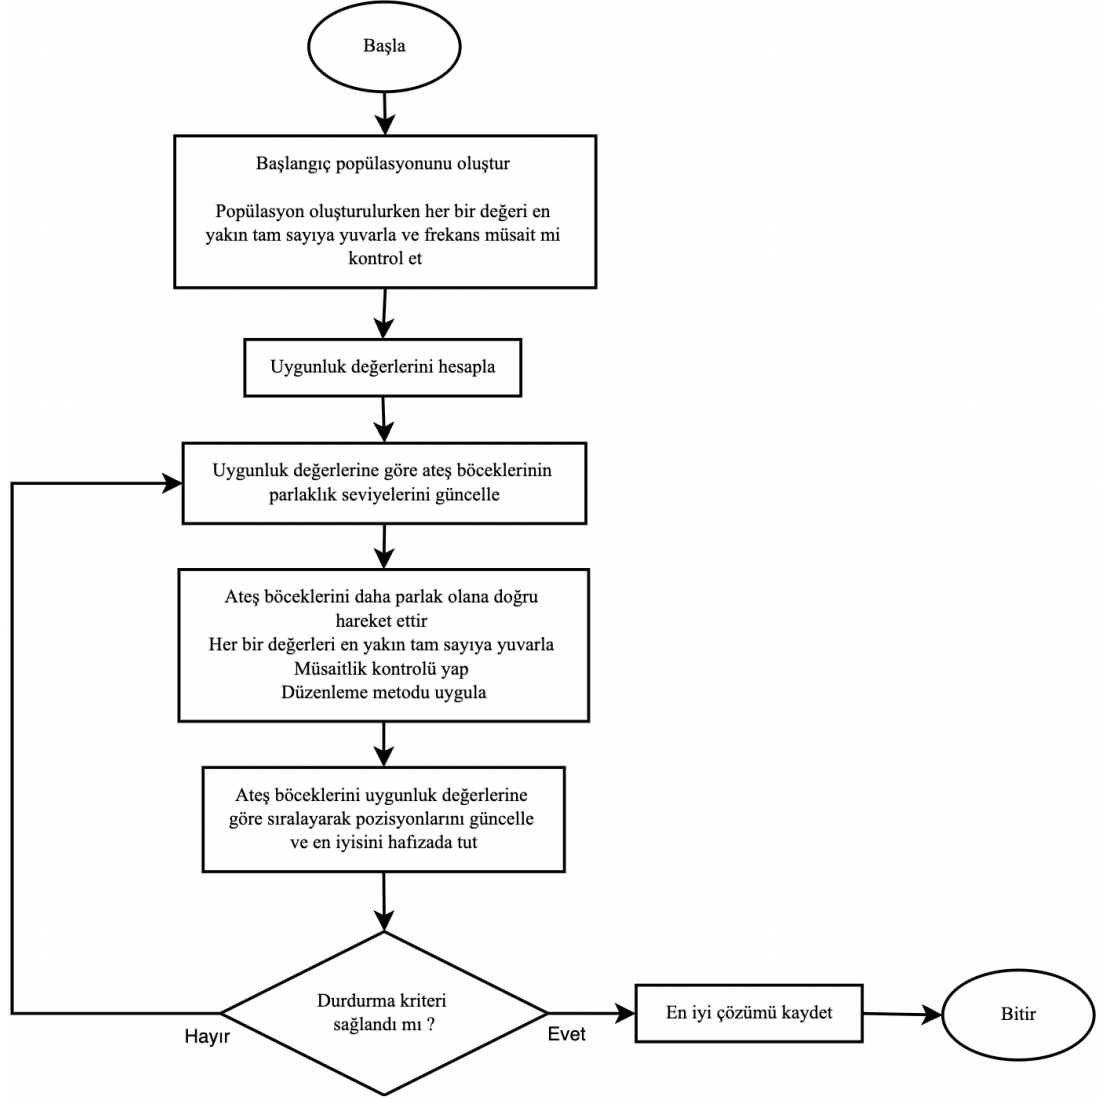 Başla
Başlangıç popülasyonunu oluştur
Popülasyon oluşturulurken her bir değeri en
yakın tam sayıya yuvarla ve frekans müsait mi
kontrol et
Uygunluk değerlerini hesapla
Uygunluk değerlerine göre ateş böceklerinin
parlaklık seviyelerini güncelle
Ateş böceklerini daha parlak olana doğru
hareket ettir
Her bir değerleri en yakın tam sayıya yuvarla
Müsaitlik kontrolü yap
Düzenleme metodu uygula
Ateş böceklerini uygunluk değerlerine
göre sıralayarak pozisyonlarını güncelle
ve en iyisini hafızada tut
Durdurma kriteri
sağlandı mı ?
Hayır
Evet
En iyi çözümü kaydet
Bitir